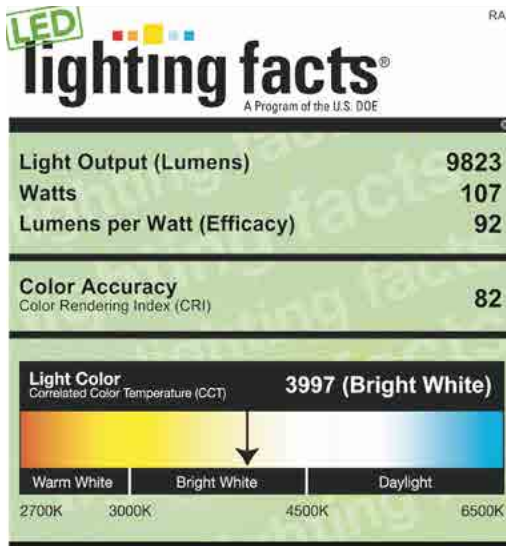 LED
RA
lighting facts®
A Program of the U.S. DOE
Light Output (Lumens) 9823
Watts 107
Lumens per Watt (Efficacy) 92
Color Accuracy
Color Rendering Index (CRI) 82
Light Color
Correlated Color Temperature (CCT) 3997 (Bright White)
Warm White Bright White Daylight
2700K 3000K 4500K 6500K